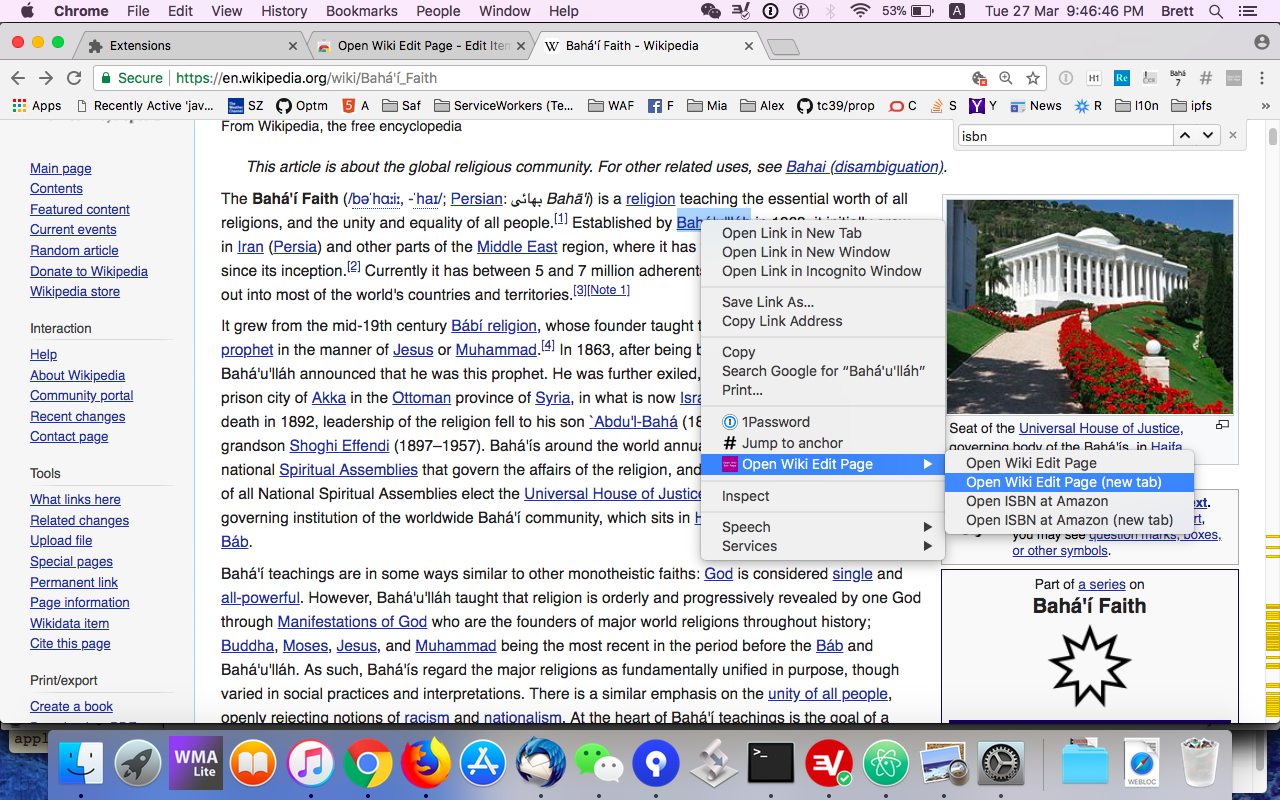 Chrome File Edit View History Bookmarks People Window Help 53% A Tue 27 Mar 9:46:46 PM Brett
Extensions
Open Wiki Edit Page - Edit Item
W Bahá'í Faith - Wikipedia
Secure https://en.wikipedia.org/wiki/Bahá'í_Faith
H1 Re Bahá 7 #
Apps Recently Active 'jav... SZ Optm A Saf ServiceWorkers (Te... WAF F Mia Alex tc39/prop C S Y News R l10n ipfs »
isbn
From Wikipedia, the free encyclopedia
Main page
Contents
Featured content
Current events
Random article
Donate to Wikipedia
Wikipedia store
Interaction
Help
About Wikipedia
Community portal
Recent changes
Contact page
Tools
What links here
Related changes
Upload file
Special pages
Permanent link
Page information
Wikidata item
Cite this page
Print/export
Create a book
This article is about the global religious community. For other related uses, see Bahai (disambiguation).
The Bahá'í Faith (/bəˈhɑːiː, -ˈhaɪ/; Persian: بهائی Bahā'i) is a religion teaching the essential worth of all
religions, and the unity and equality of all people.[1] Established by
in Iran (Persia) and other parts of the Middle East region, where it has
since its inception.[2] Currently it has between 5 and 7 million adherents
out into most of the world's countries and territories.[3][Note 1]
It grew from the mid-19th century Bábí religion, whose founder taught
prophet in the manner of Jesus or Muhammad.[4] In 1863, after being
Bahá'u'lláh announced that he was this prophet. He was further exiled,
prison city of Akka in the Ottoman province of Syria, in what is now
death in 1892, leadership of the religion fell to his son `Abdu'l-Bahá
grandson Shoghi Effendi (1897–1957). Bahá'ís around the world
national Spiritual Assemblies that govern the affairs of the religion, and
of all National Spiritual Assemblies elect the Universal House of Justice
governing institution of the worldwide Bahá'í community, which sits in
Báb.
Bahá'í teachings are in some ways similar to other monotheistic faiths: God is considered single and
all-powerful. However, Bahá'u'lláh taught that religion is orderly and progressively revealed by one God
through Manifestations of God who are the founders of major world religions throughout history;
Buddha, Moses, Jesus, and Muhammad being the most recent in the period before the Báb and
Bahá'u'lláh. As such, Bahá'ís regard the major religions as fundamentally unified in purpose, though
varied in social practices and interpretations. There is a similar emphasis on the unity of all people,
openly rejecting notions of racism and nationalism. At the heart of Bahá'í teachings is the goal of a
Open Link in New Tab
Open Link in New Window
Open Link in Incognito Window
Save Link As...
Copy Link Address
Copy
Search Google for “Bahá'u'lláh”
Print...
1Password
# Jump to anchor
Open Wiki Edit Page
Inspect
Speech
Services
Open Wiki Edit Page
Open Wiki Edit Page (new tab)
Open ISBN at Amazon
Open ISBN at Amazon (new tab)
Seat of the Universal House of Justice,
governing body of the Bahá'ís, in Haifa,
you may see question marks, boxes,
or other symbols.
Part of a series on
Bahá'í Faith
WMA
Lite
>_
WEBLOC